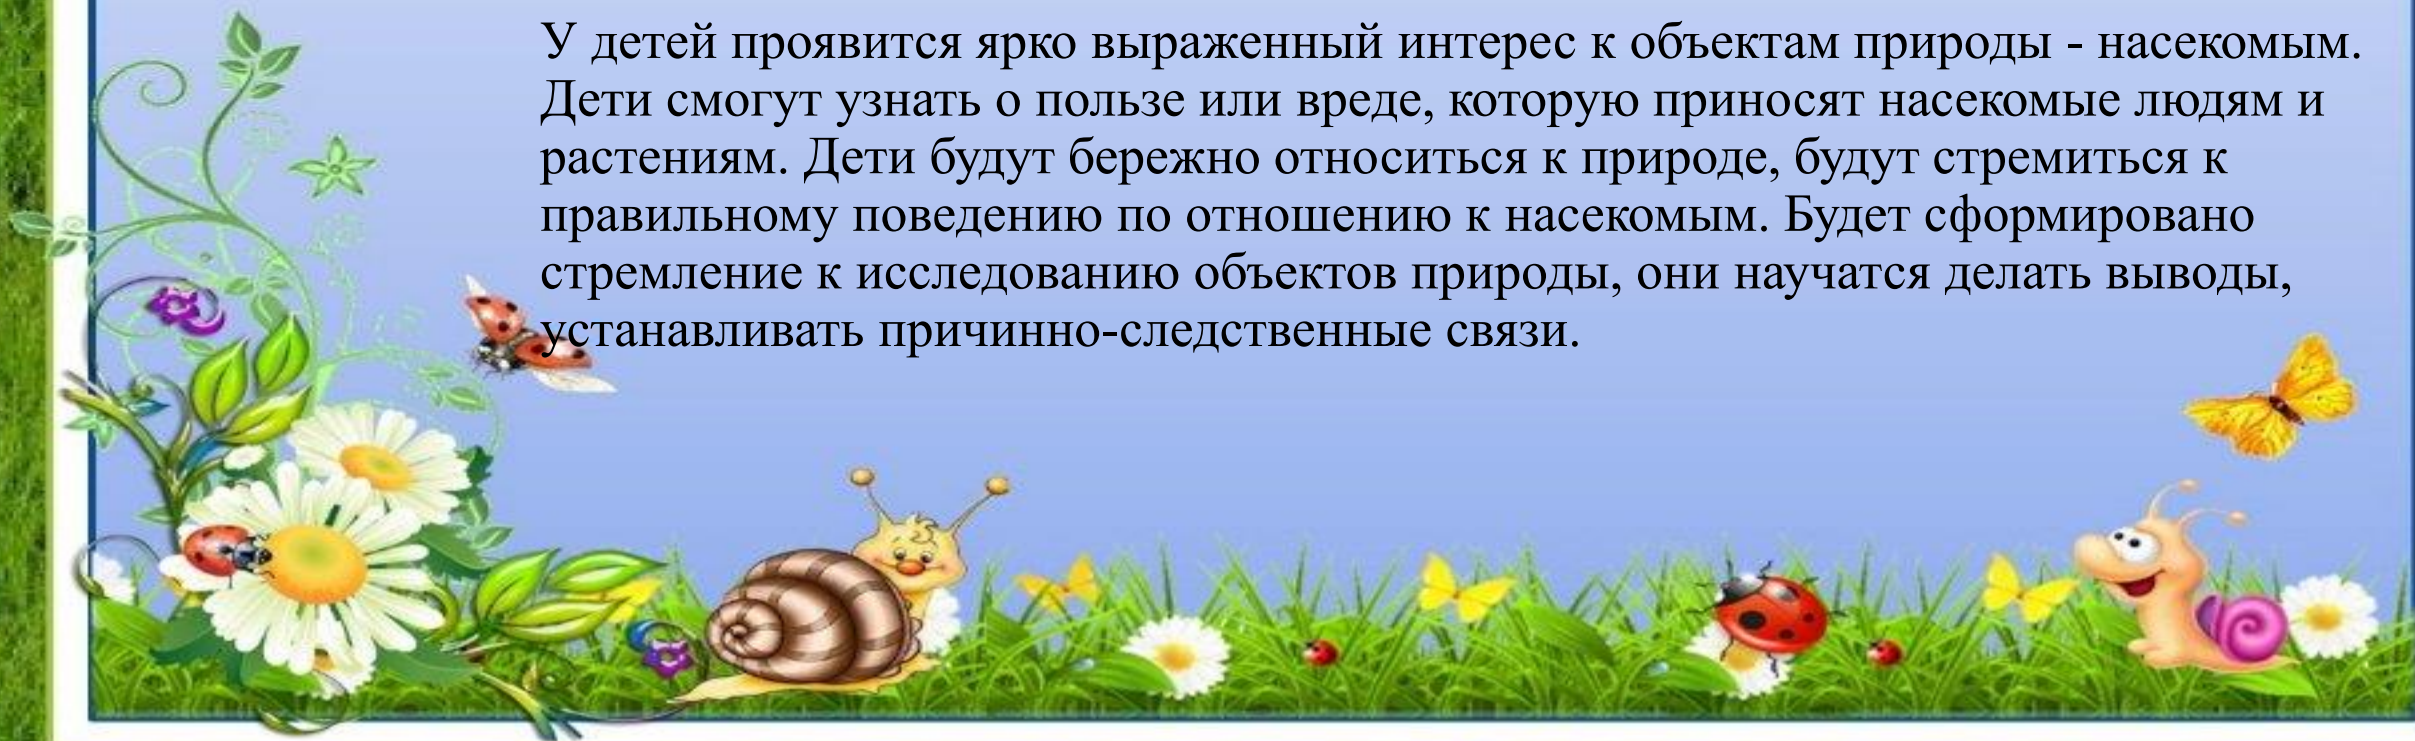 У детей проявится ярко выраженный интерес к объектам природы - насекомым.
Дети смогут узнать о пользе или вреде, которую приносят насекомые людям и
растениям. Дети будут бережно относиться к природе, будут стремиться к
правильному поведению по отношению к насекомым. Будет сформировано
стремление к исследованию объектов природы, они научатся делать выводы,
устанавливать причинно-следственные связи.